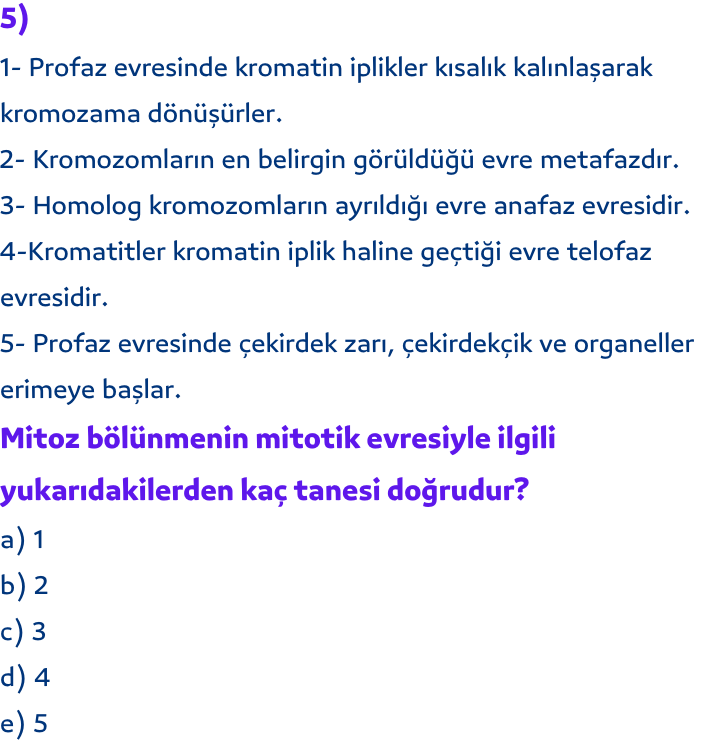 5)
1- Profaz evresinde kromatin iplikler kısalık kalınlaşarak
kromozama dönüşürler.
2- Kromozomların en belirgin görüldüğü evre metafazdır.
3- Homolog kromozomların ayrıldığı evre anafaz evresidir.
4-Kromatitler kromatin iplik haline geçtiği evre telofaz
evresidir.
5- Profaz evresinde çekirdek zarı, çekirdekçik ve organeller
erimeye başlar.
Mitoz bölünmenin mitotik evresiyle ilgili
yukarıdakilerden kaç tanesi doğrudur?
a) 1
b) 2
c) 3
d) 4
e) 5